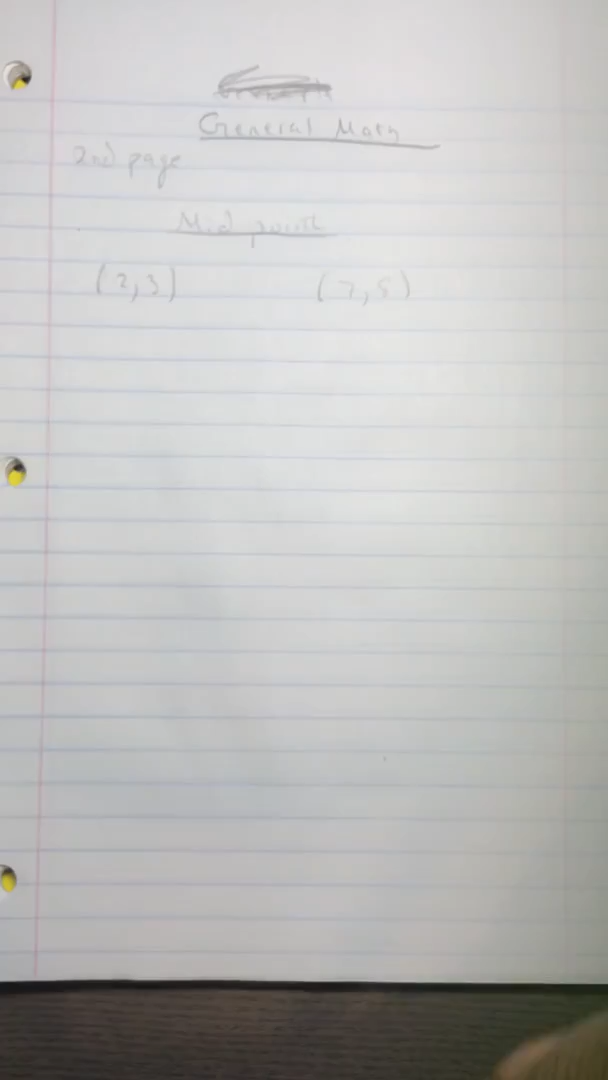 General Math
2nd page
Mid point
(2,3) (7,8)